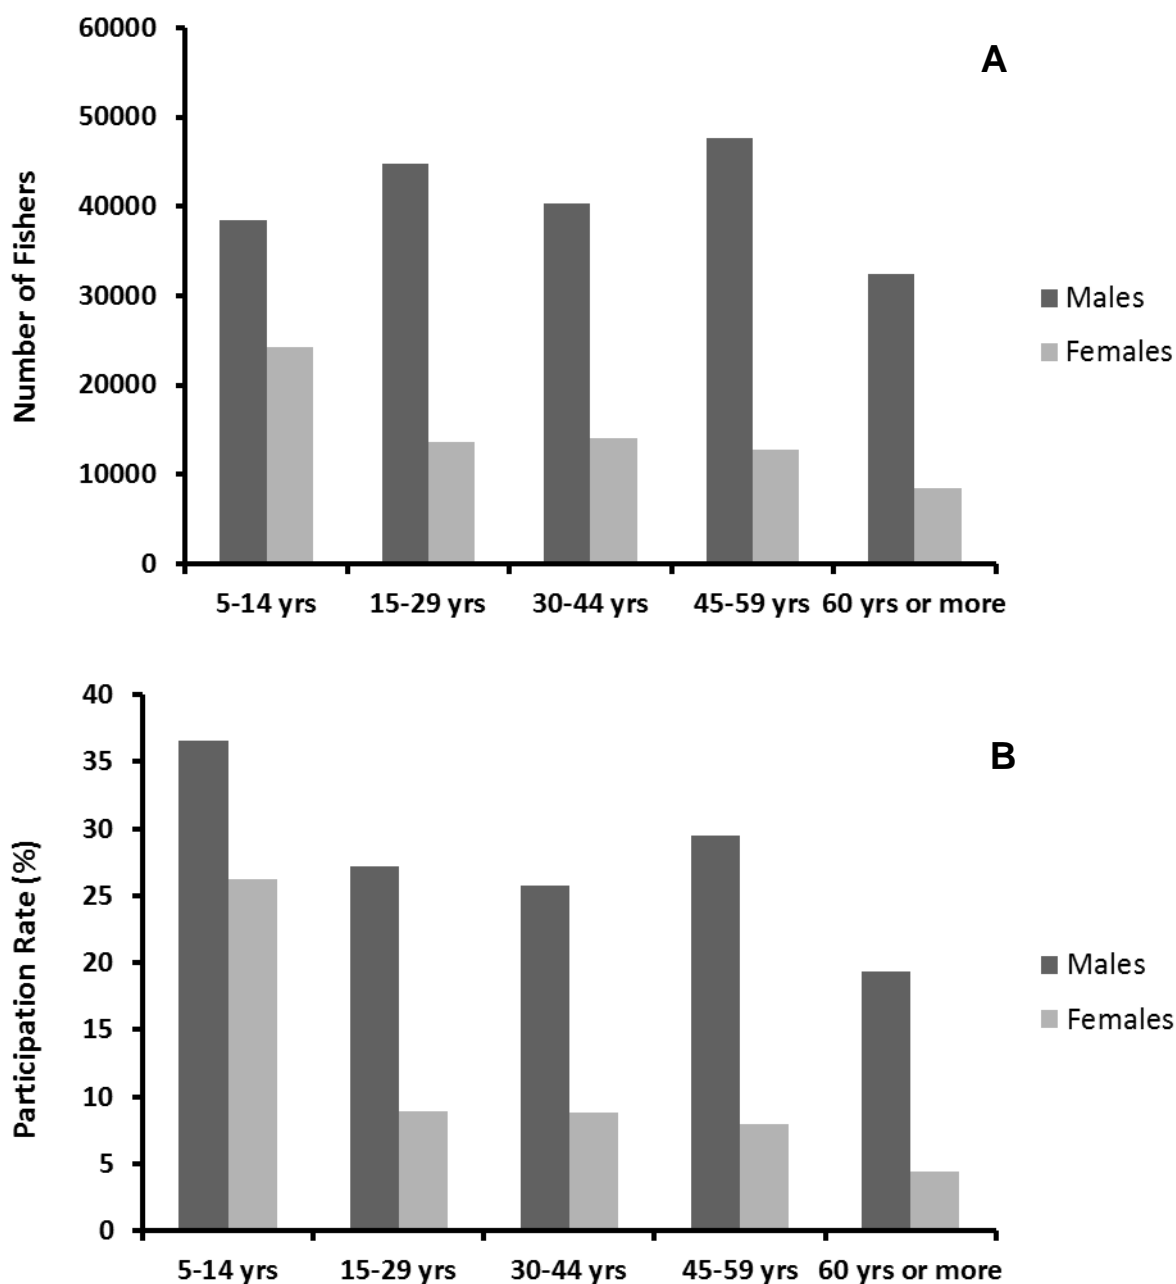 A
60000
50000
40000
30000
20000
10000
0
Number of Fishers
5-14 yrs 15-29 yrs 30-44 yrs 45-59 yrs 60 yrs or more
Males
Females
B
40
35
30
25
20
15
10
5
0
Participation Rate (%)
5-14 yrs 15-29 yrs 30-44 yrs 45-59 yrs 60 yrs or more
Males
Females